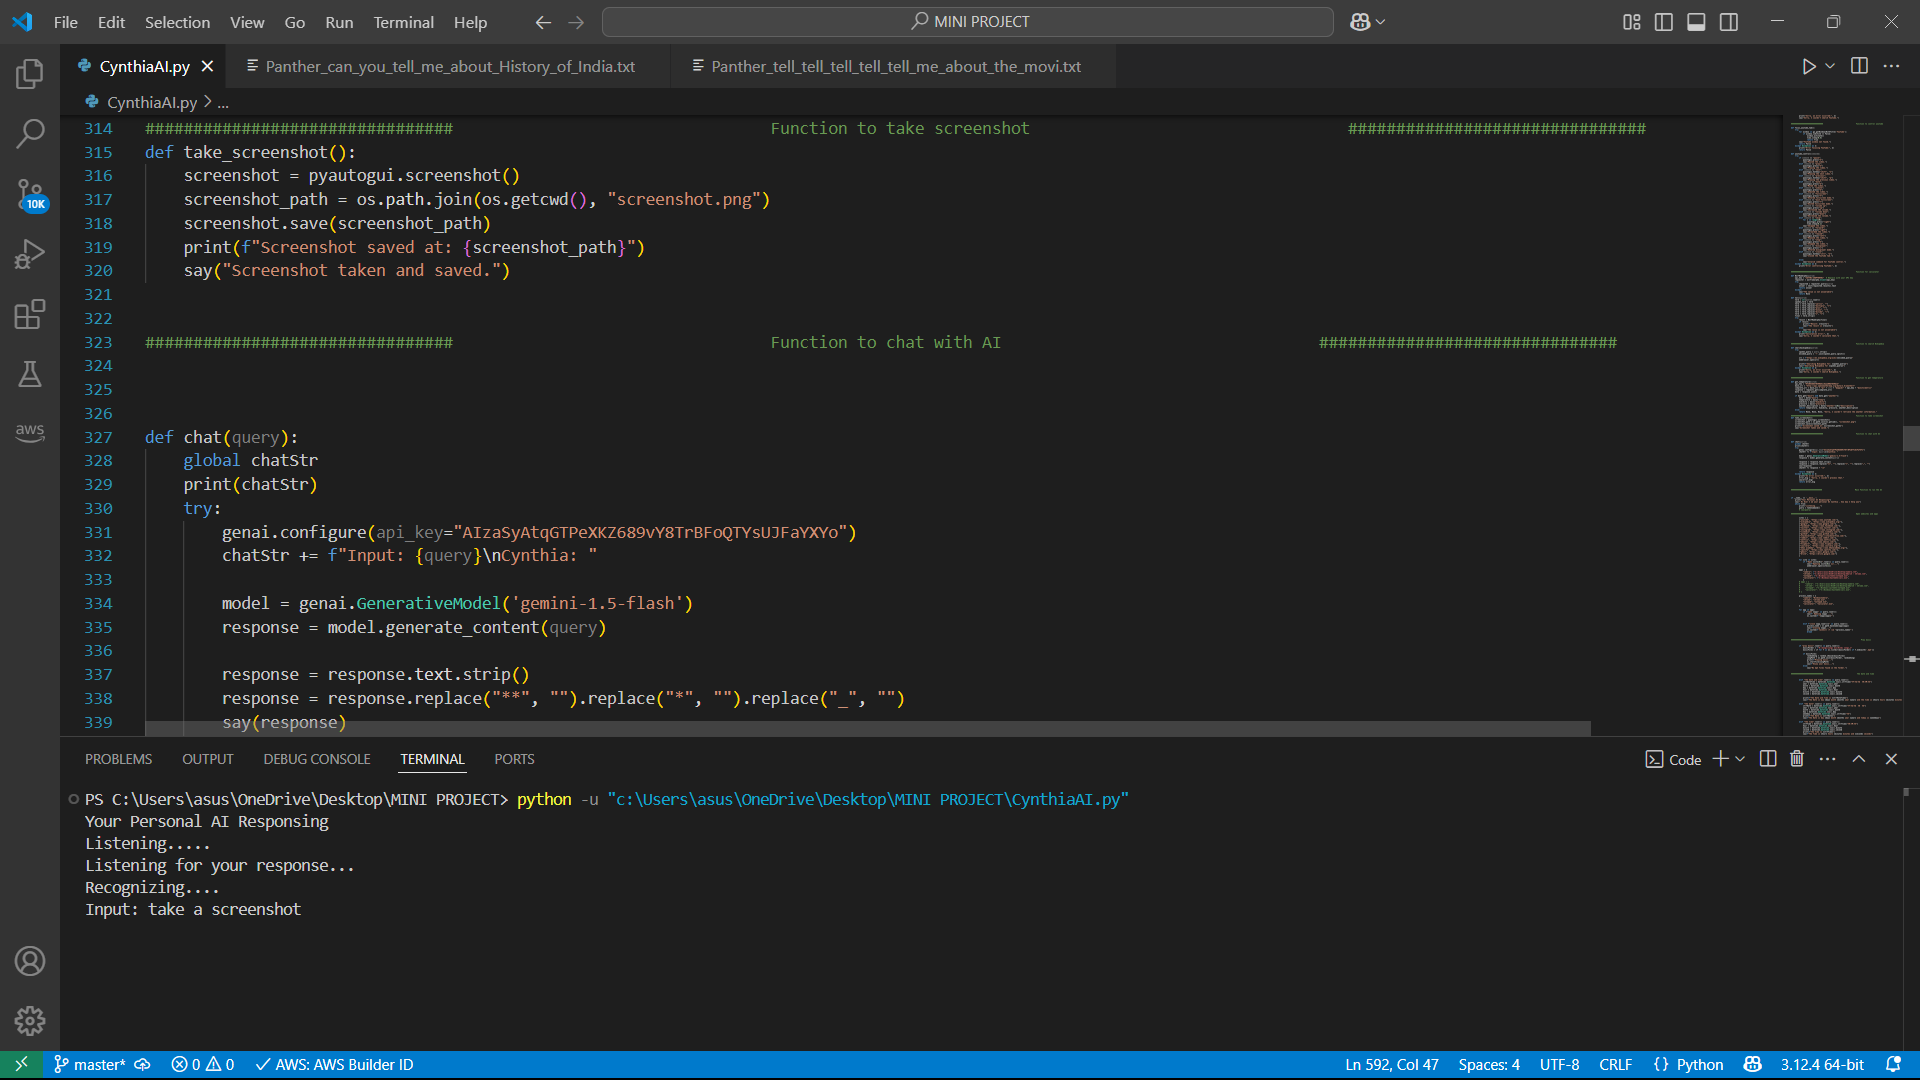 File Edit Selection View Go Run Terminal Help
MINI PROJECT
CynthiaAI.py
Panther_can_you_tell_me_about_History_of_India.txt
Panther_tell_tell_tell_tell_tell_me_about_the_movi.txt
CynthiaAI.py > ...
314 ################################ Function to take screenshot ###############################
315 def take_screenshot():
316 screenshot = pyautogui.screenshot()
317 screenshot_path = os.path.join(os.getcwd(), "screenshot.png")
318 screenshot.save(screenshot_path)
319 print(f"Screenshot saved at: {screenshot_path}")
320 say("Screenshot taken and saved.")
321
322
323 ################################ Function to chat with AI ###############################
324
325
326
327 def chat(query):
328 global chatStr
329 print(chatStr)
330 try:
331 genai.configure(api_key="AIzaSyAtqGTPeXKZ689vY8TrBFoQTYsUJFaYXYo")
332 chatStr += f"Input: {query}\nCynthia: "
333
334 model = genai.GenerativeModel('gemini-1.5-flash')
335 response = model.generate_content(query)
336
337 response = response.text.strip()
338 response = response.replace("**", "").replace("*", "").replace("_", "")
339 say(response)
10K
aws
PROBLEMS OUTPUT DEBUG CONSOLE TERMINAL PORTS
Code
PS C:\Users\asus\OneDrive\Desktop\MINI PROJECT> python -u "c:\Users\asus\OneDrive\Desktop\MINI PROJECT\CynthiaAI.py"
Your Personal AI Responsing
Listening.....
Listening for your response...
Recognizing....
Input: take a screenshot
master* 0 0 AWS: AWS Builder ID
Ln 592, Col 47 Spaces: 4 UTF-8 CRLF {} Python 3.12.4 64-bit